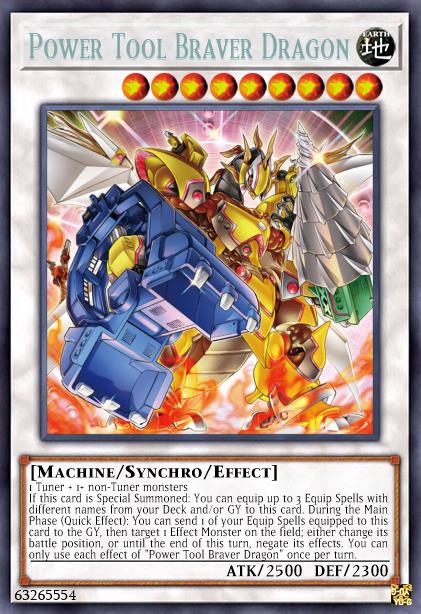 POWER TOOL BRAVER DRAGON
EARTH
地
[MACHINE/SYNCHRO/EFFECT]
1 Tuner + 1+ non-Tuner monsters
If this card is Special Summoned: You can equip up to 3 Equip Spells with
different names from your Deck and/or GY to this card. During the Main
Phase (Quick Effect): You can send 1 of your Equip Spells equipped to this
card to the GY, then target 1 Effect Monster on the field; either change its
battle position, or until the end of this turn, negate its effects. You can
only use each effect of "Power Tool Braver Dragon" once per turn.
ATK/2500 DEF/2300
63265554